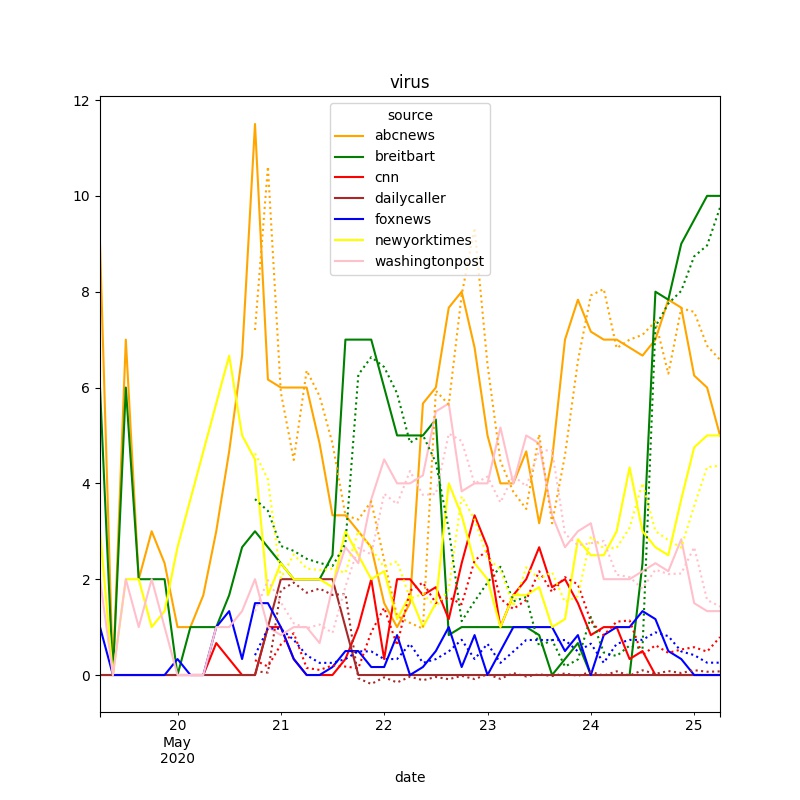 virus
source
abcnews
breitbart
cnn
dailycaller
foxnews
newyorktimes
washingtonpost
12
10
8
6
4
2
0
20 21 22 23 24 25
May
2020
date